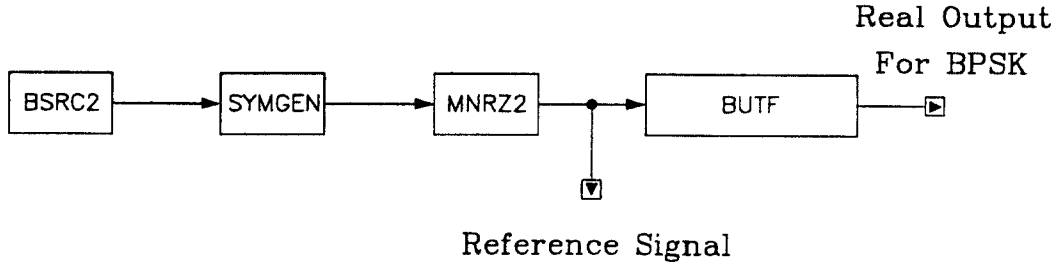 Real Output
For BPSK
BSRC2
SYMGEN
MNRZ2
BUTF
Reference Signal